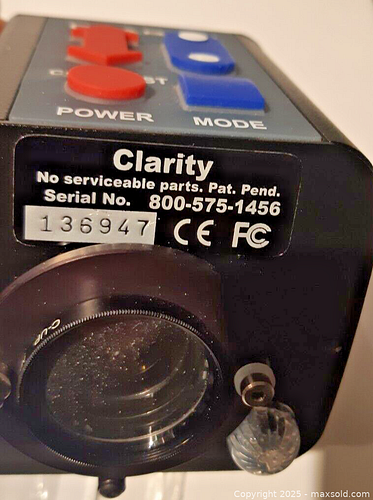 POWER
MODE
Clarity
No serviceable parts. Pat. Pend.
Serial No. 800-575-1456
136947 CE FC
C-UP
Copyright © 2025 - maxsold.com